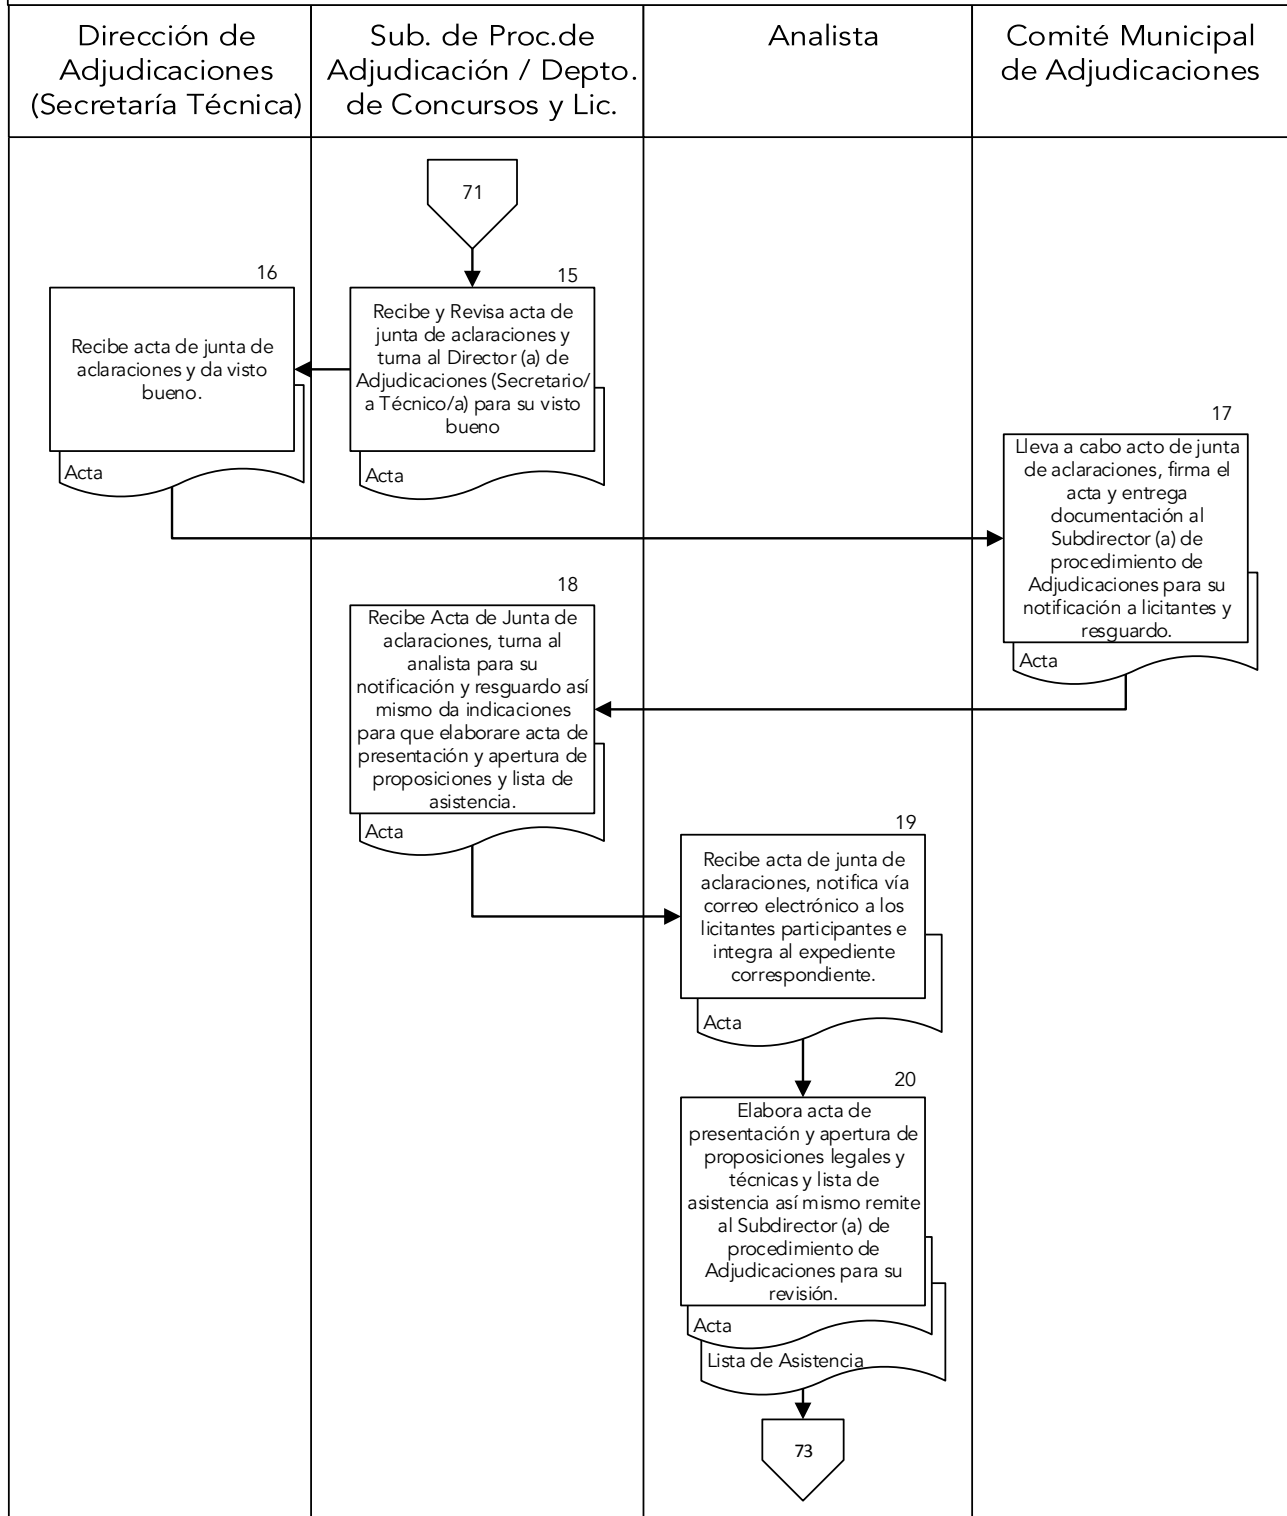 Dirección de
Adjudicaciones
(Secretaría Técnica)
Sub. de Proc.de
Adjudicación / Depto.
de Concursos y Lic.
Analista
Comité Municipal
de Adjudicaciones
71
15
Recibe y Revisa acta de
junta de aclaraciones y
turna al Director (a) de
Adjudicaciones (Secretario/
a Técnico/a) para su visto
bueno
Acta
16
Recibe acta de junta de
aclaraciones y da visto
bueno.
Acta
17
Lleva a cabo acto de junta
de aclaraciones, firma el
acta y entrega
documentación al
Subdirector (a) de
procedimiento de
Adjudicaciones para su
notificación a licitantes y
resguardo.
Acta
18
Recibe Acta de Junta de
aclaraciones, turna al
analista para su
notificación y resguardo así
mismo da indicaciones
para que elaborare acta de
presentación y apertura de
proposiciones y lista de
asistencia.
Acta
19
Recibe acta de junta de
aclaraciones, notifica vía
correo electrónico a los
licitantes participantes e
integra al expediente
correspondiente.
Acta
20
Elabora acta de
presentación y apertura de
proposiciones legales y
técnicas y lista de
asistencia así mismo remite
al Subdirector (a) de
procedimiento de
Adjudicaciones para su
revisión.
Acta
Lista de Asistencia
73